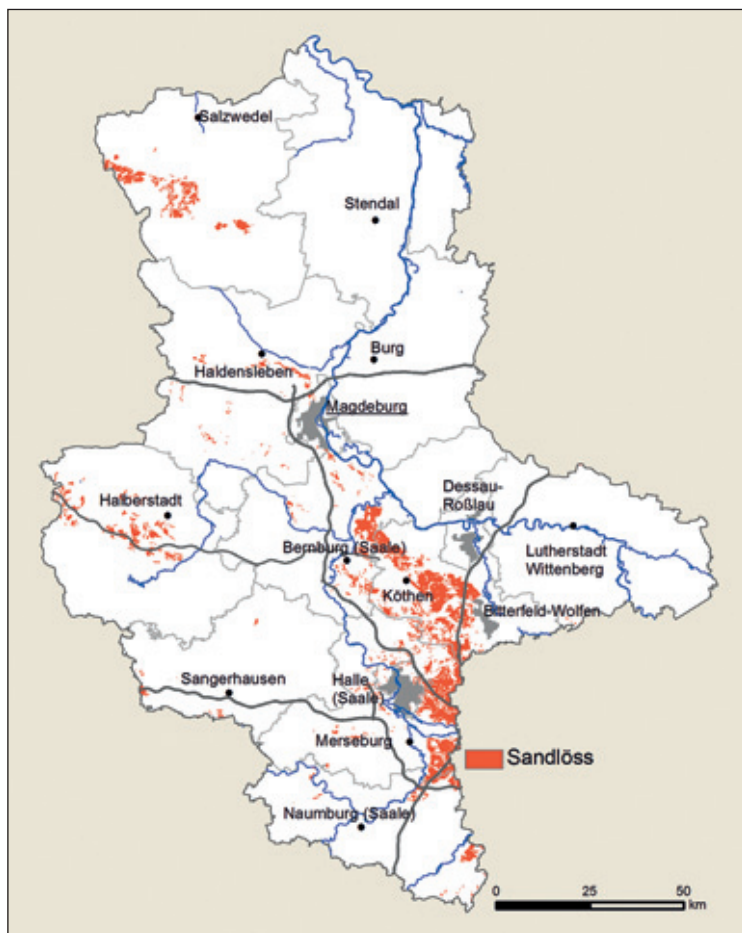 Salzwedel
Stendal
Burg
Haldensleben
Magdeburg
Dessau-
Roßlau
Halberstadt
Lutherstadt
Wittenberg
Bernburg (Saale)
Köthen
Bitterfeld-Wolfen
Sangerhausen
Halle
(Saale)
Merseburg
Sandlöss
Naumburg (Saale)
0 25 50
km